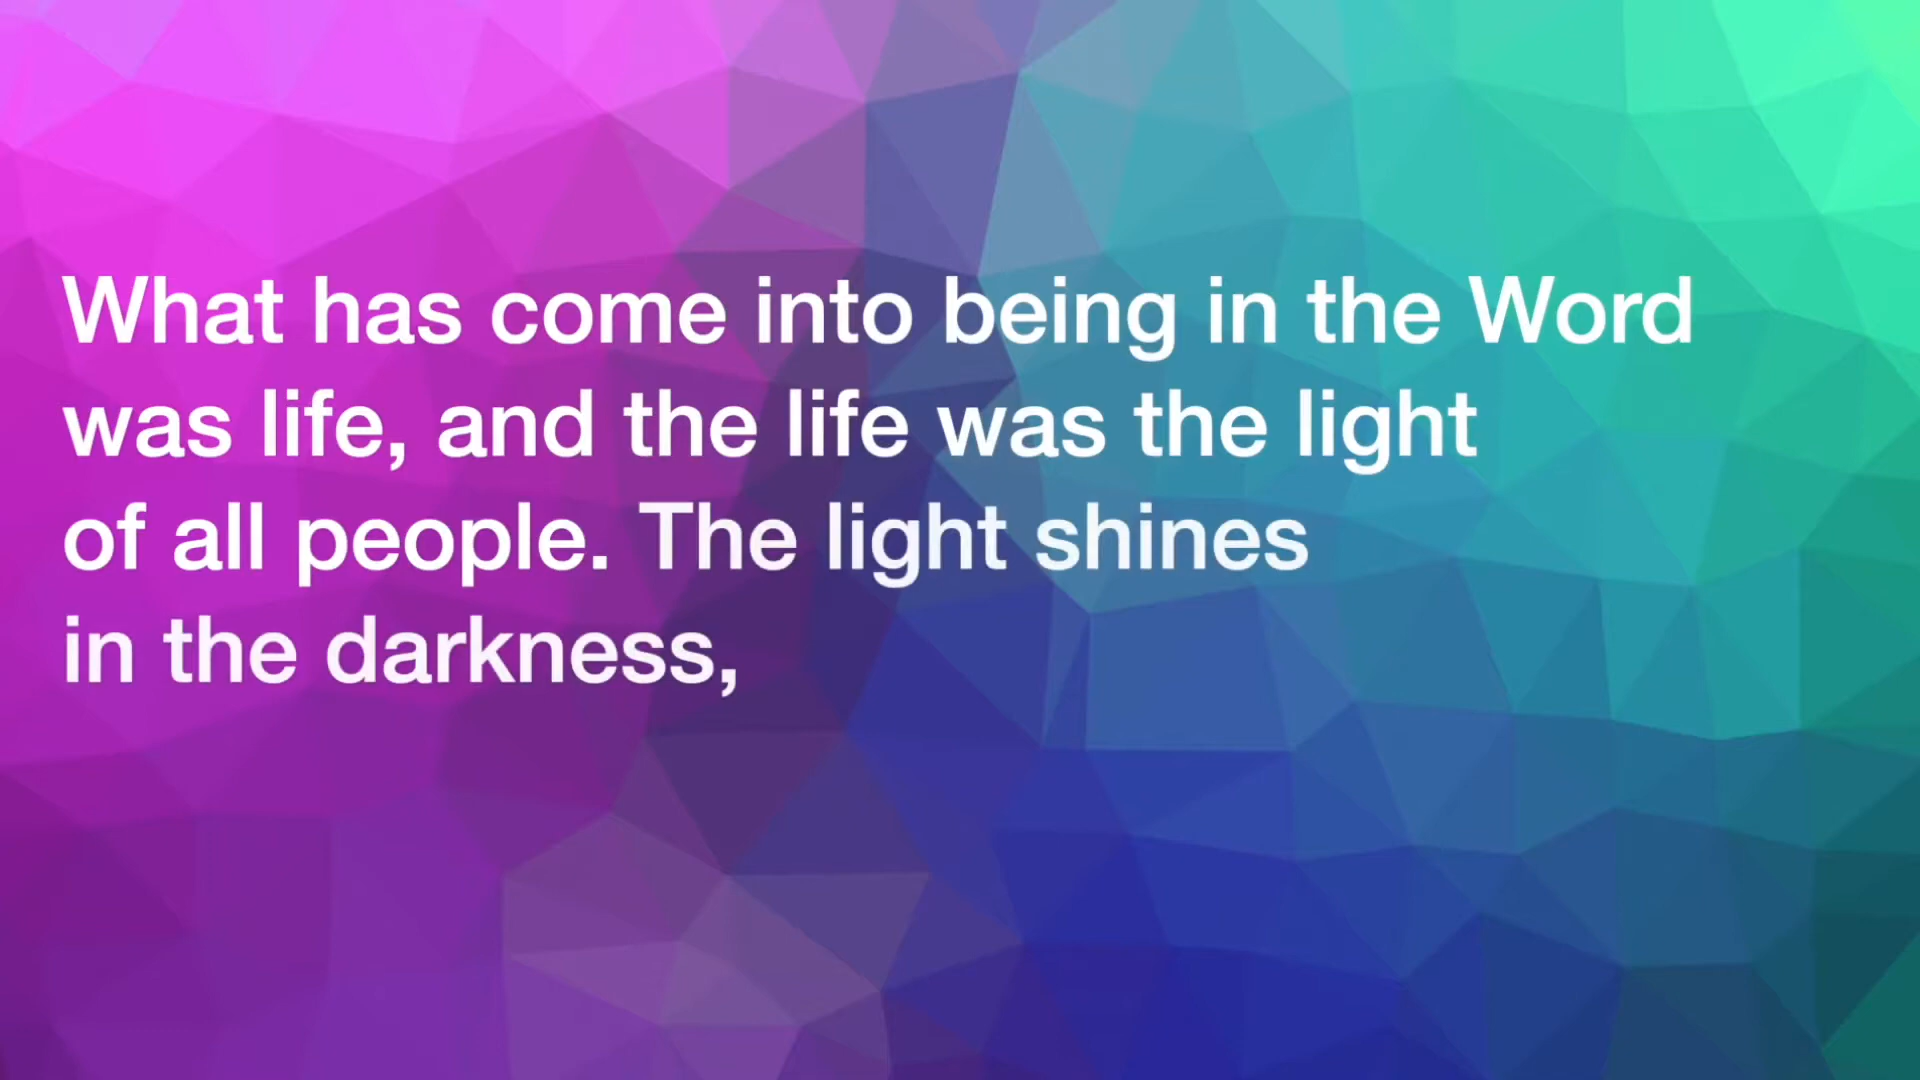 What has come into being in the Word
was life, and the life was the light
of all people. The light shines
in the darkness,